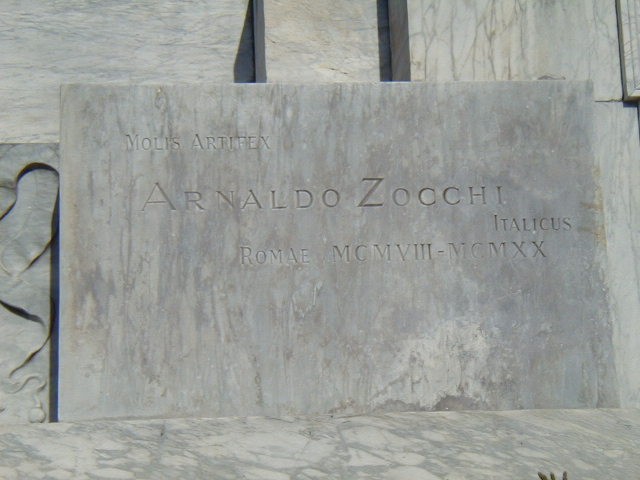 MOLIS ARTIFEX
ARNALDO ZOCCHI
ITALICUS
ROMAE MCMVIII-MCMXX